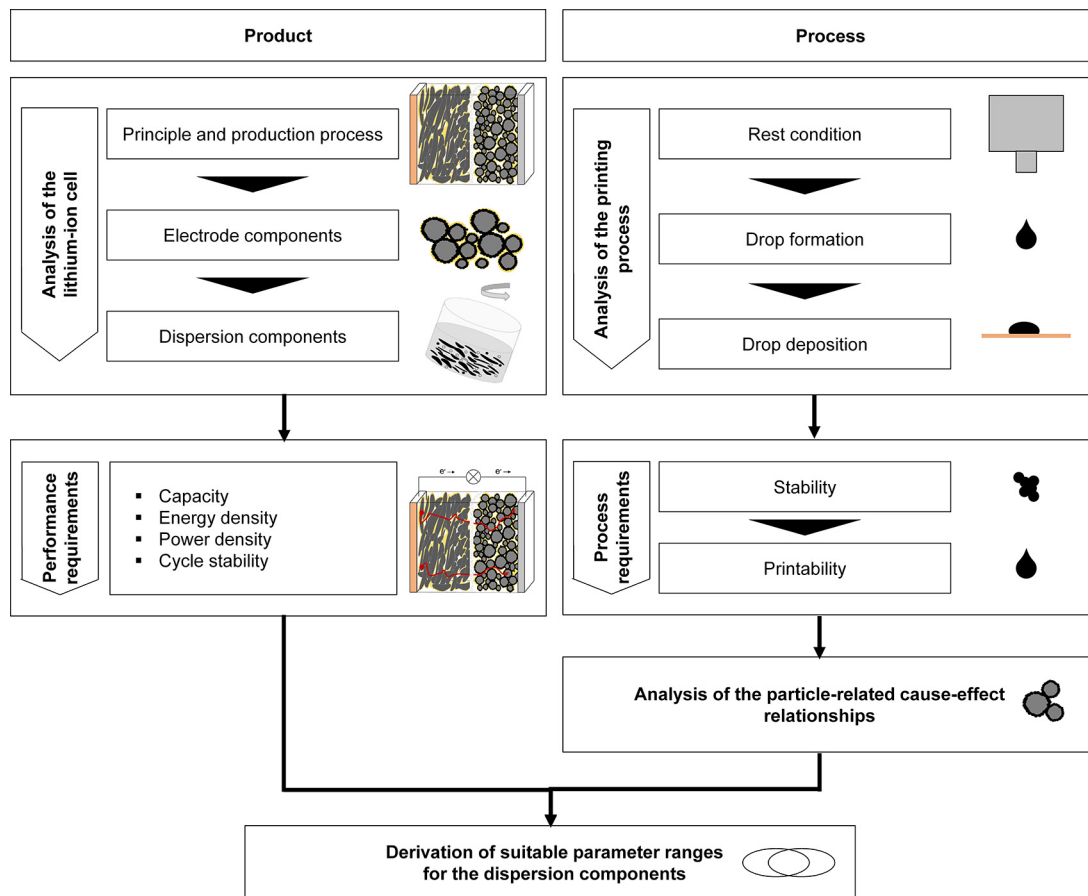 Product
Process
Analysis of the
lithium-ion cell
Principle and production process
Electrode components
Dispersion components
Analysis of the printing
process
Rest condition
Drop formation
Drop deposition
Performance
requirements
▪ Capacity
▪ Energy density
▪ Power density
▪ Cycle stability
e⁻ → e⁻ →
Process
requirements
Stability
Printability
Analysis of the particle-related cause-effect
relationships
Derivation of suitable parameter ranges
for the dispersion components